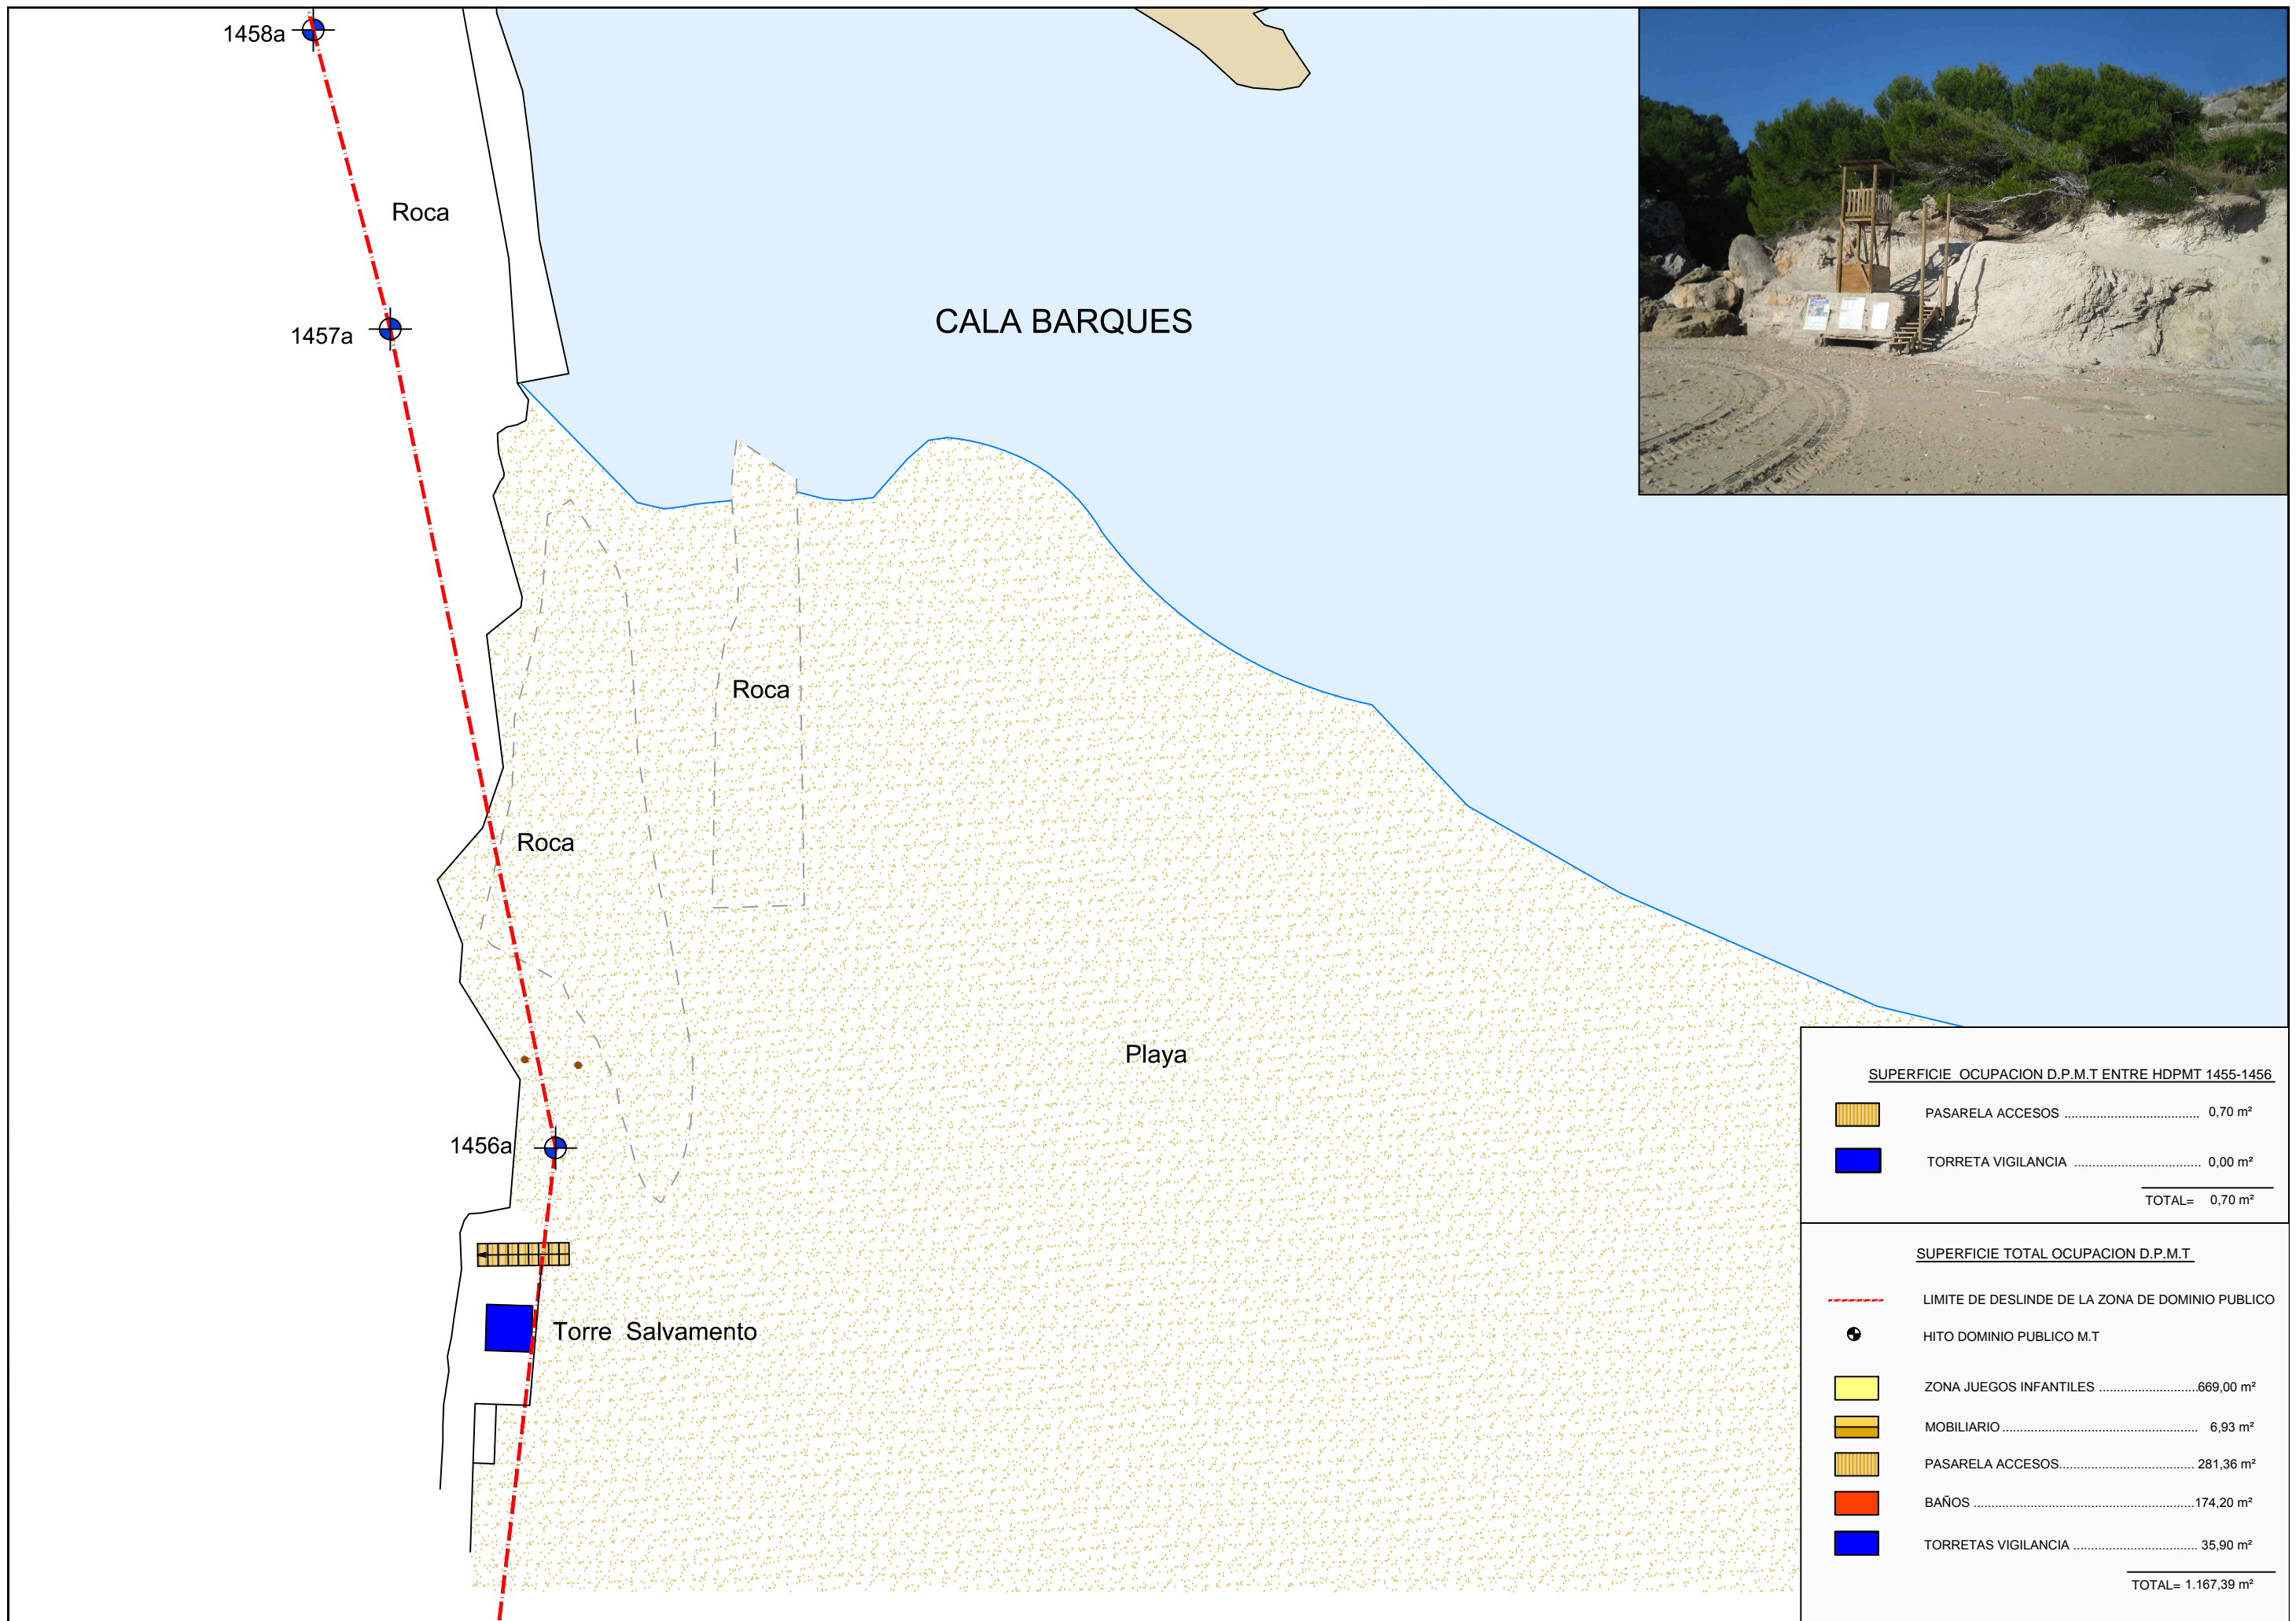 1458a
Roca
CALA BARQUES
1457a
Roca
Roca
Playa
1456a
Torre Salvamento
SUPERFICIE OCUPACION D.P.M.T ENTRE HDPMT 1455-1456
PASARELA ACCESOS ..................................... 0,70 m²
TORRETA VIGILANCIA ................................... 0,00 m²
TOTAL= 0,70 m²
SUPERFICIE TOTAL OCUPACION D.P.M.T
LIMITE DE DESLINDE DE LA ZONA DE DOMINIO PUBLICO
HITO DOMINIO PUBLICO M.T
ZONA JUEGOS INFANTILES ...........................669,00 m²
MOBILIARIO ...................................................... 6,93 m²
PASARELA ACCESOS..................................... 281,36 m²
BAÑOS .............................................................174,20 m²
TORRETAS VIGILANCIA .................................. 35,90 m²
TOTAL= 1.167,39 m²